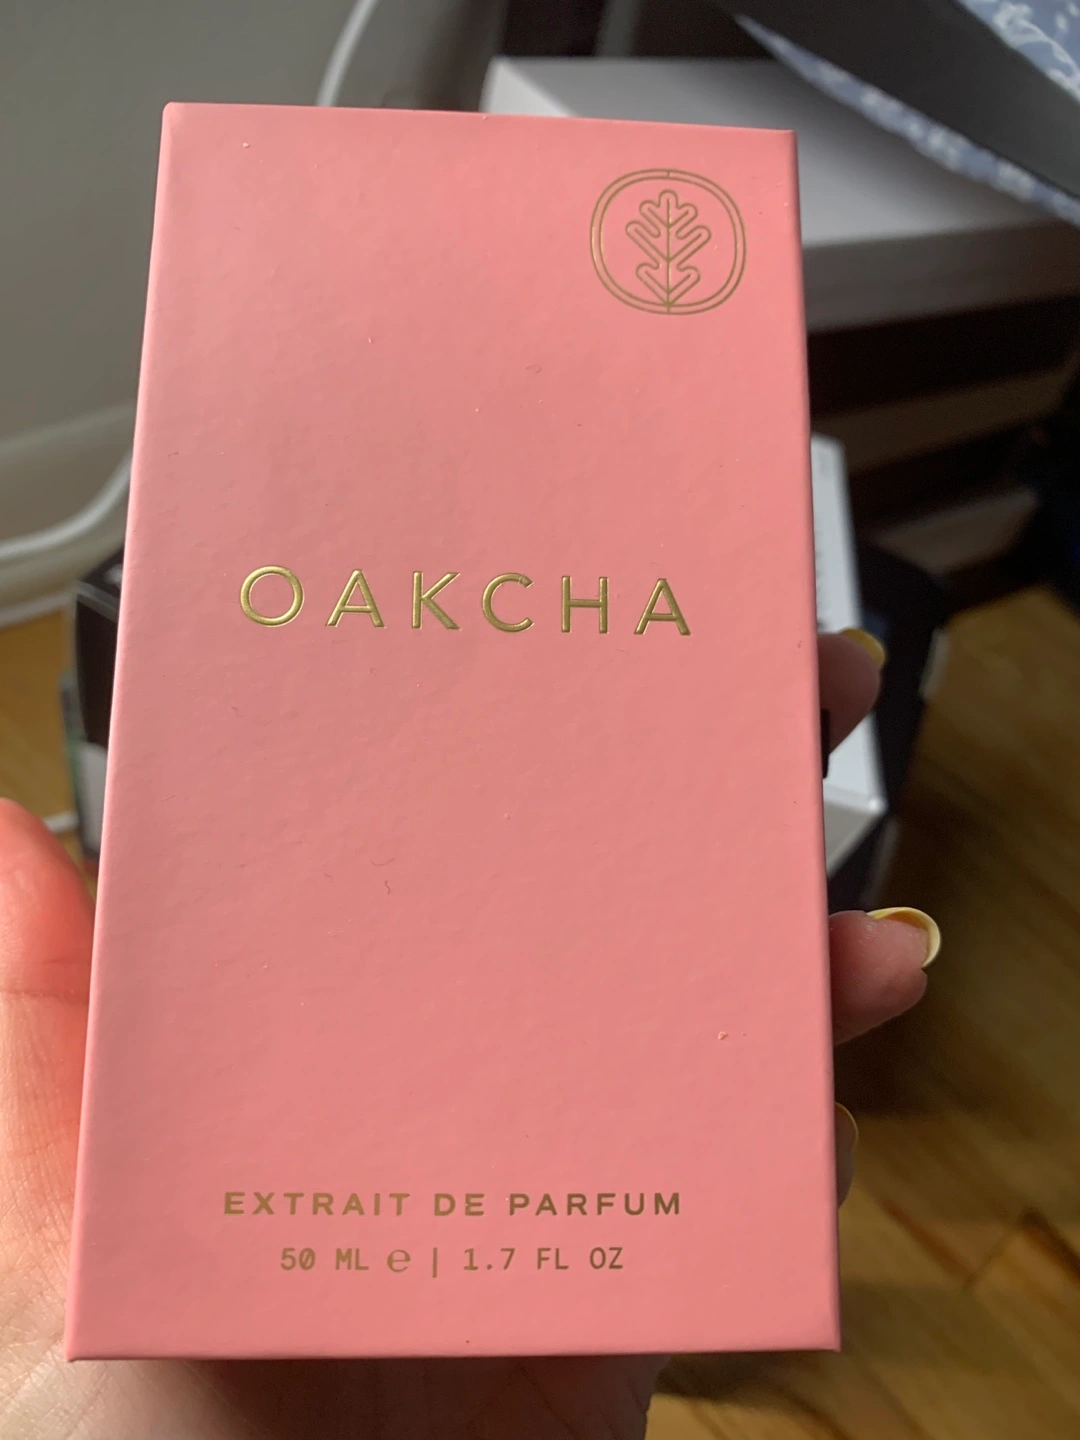 OAKCHA
EXTRAIT DE PARFUM
50 ML ℮ | 1.7 FL OZ